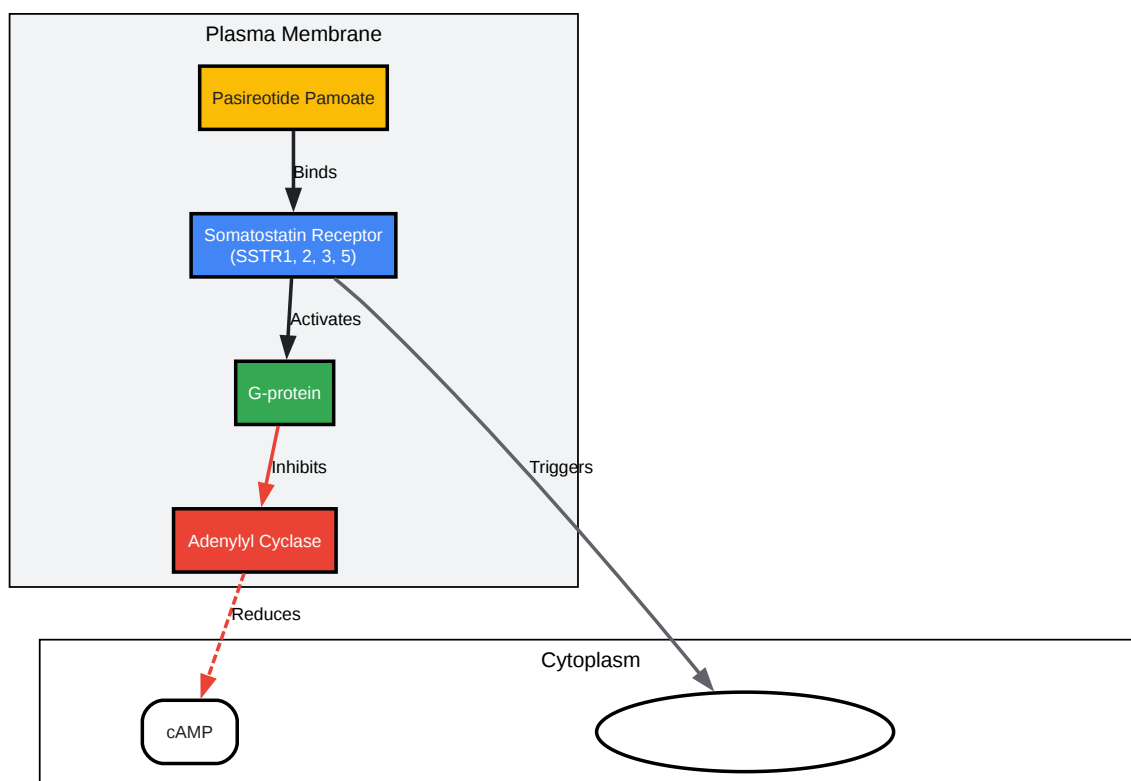 Plasma Membrane
Pasireotide Pamoate
Binds
Somatostatin Receptor
(SSTR1, 2, 3, 5)
Activates
G-protein
Inhibits
Triggers
Adenylyl Cyclase
Reduces
Cytoplasm
cAMP